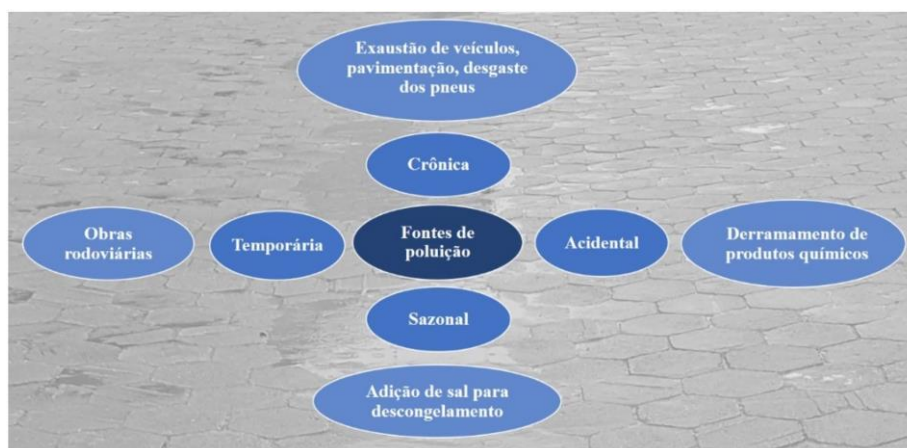 Exaustão de veículos,
pavimentação, desgaste
dos pneus
Crônica
Obras
rodoviárias
Temporária
Fontes de
poluição
Acidental
Derramamento de
produtos químicos
Sazonal
Adição de sal para
descongelamento